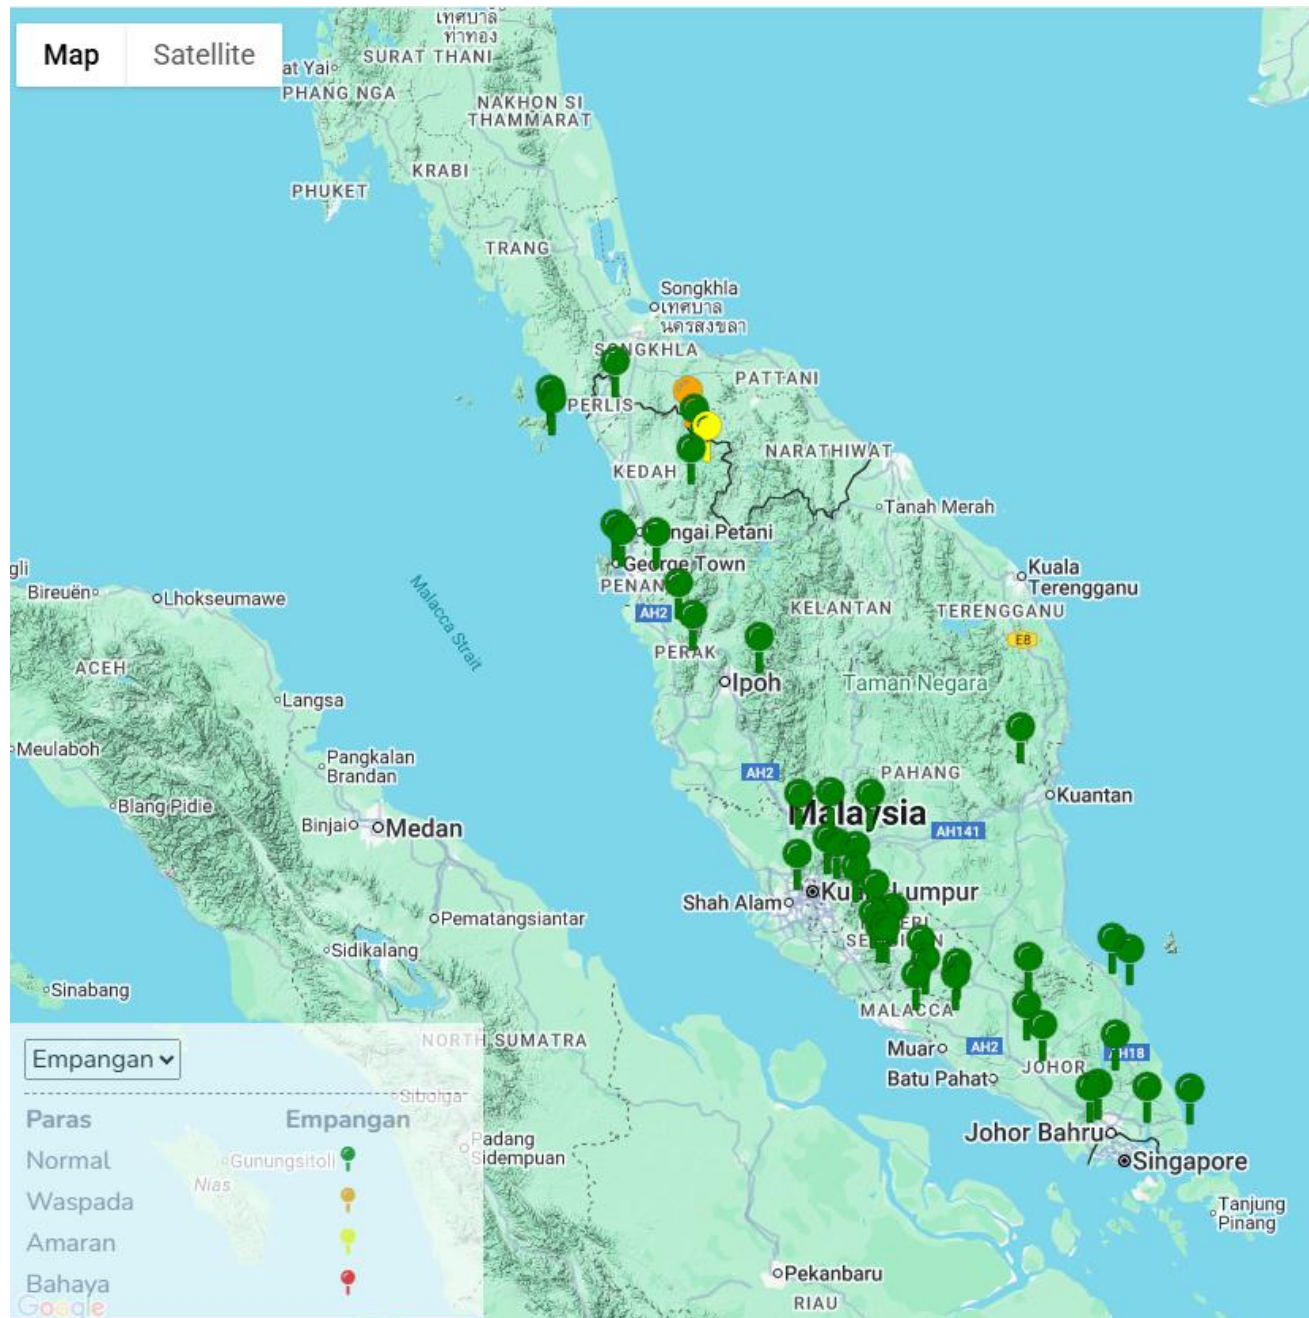 Map
Satellite
เทศบาล
ท่าทอง
SURAT THANI
at Yai
PHANG NGA
NAKHON SI
THAMMARAT
KRABI
PHUKET
TRANG
Songkhla
เทศบาล
นครสงขลา
SONGKHLA
PATTANI
PERLIS
NARATHIWAT
KEDAH
Tanah Merah
ngai Petani
George Town
PENAN
Kuala
Terengganu
gli
Bireuën
Lhokseumawe
Malacca Strait
AH2
KELANTAN
TERENGGANU
E8
PERAK
ACEH
Ipoh
Taman Negara
Langsa
Meulaboh
Pangkalan
Brandan
AH2
PAHANG
Kuantan
Blang Pidie
Malaysia
Binjai
Medan
AH141
Shah Alam
Lumpur
Pematangsiantar
Sidikalang
Sinabang
MALACCA
NORTH SUMATRA
Muar
AH2
AH18
JOHOR
Batu Pahat
Empangan
Sibolga
Paras
Empangan
Johor Bahru
Padang
Sidempuan
Normal
Gunungsitoli
Singapore
Nias
Waspada
Tanjung
Pinang
Amaran
Pekanbaru
Bahaya
RIAU
Google